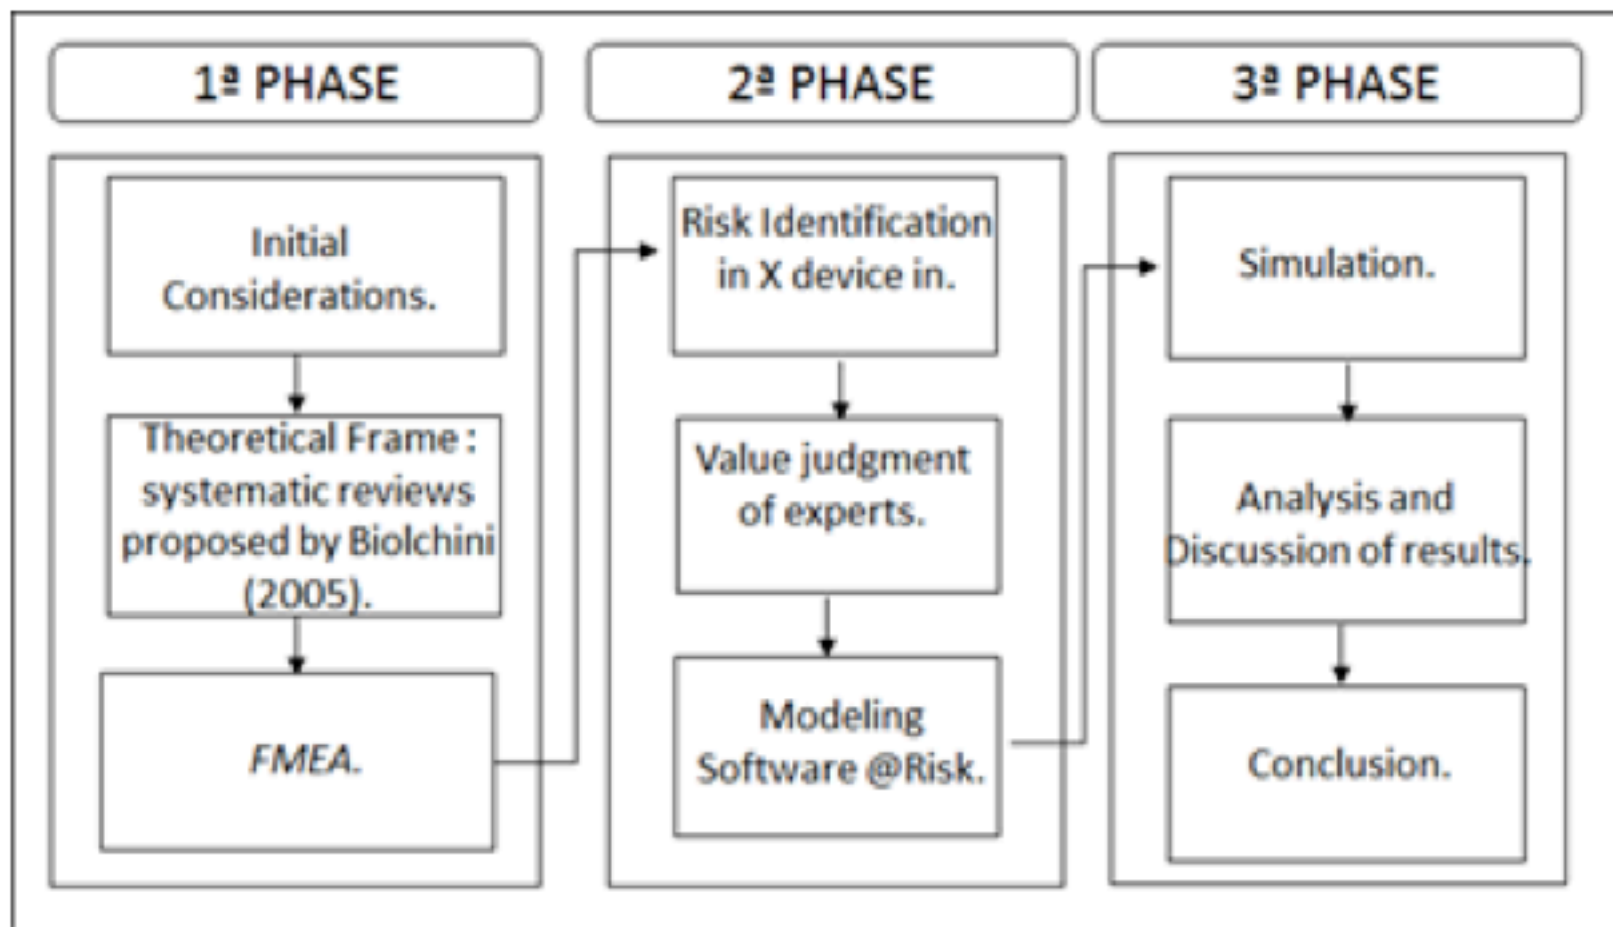 1ª PHASE
Initial
Considerations.
Theoretical Frame :
systematic reviews
proposed by Biolchini
(2005).
FMEA.
2ª PHASE
Risk Identification
in X device in.
Value judgment
of experts.
Modeling
Software @Risk.
3ª PHASE
Simulation.
Analysis and
Discussion of results.
Conclusion.